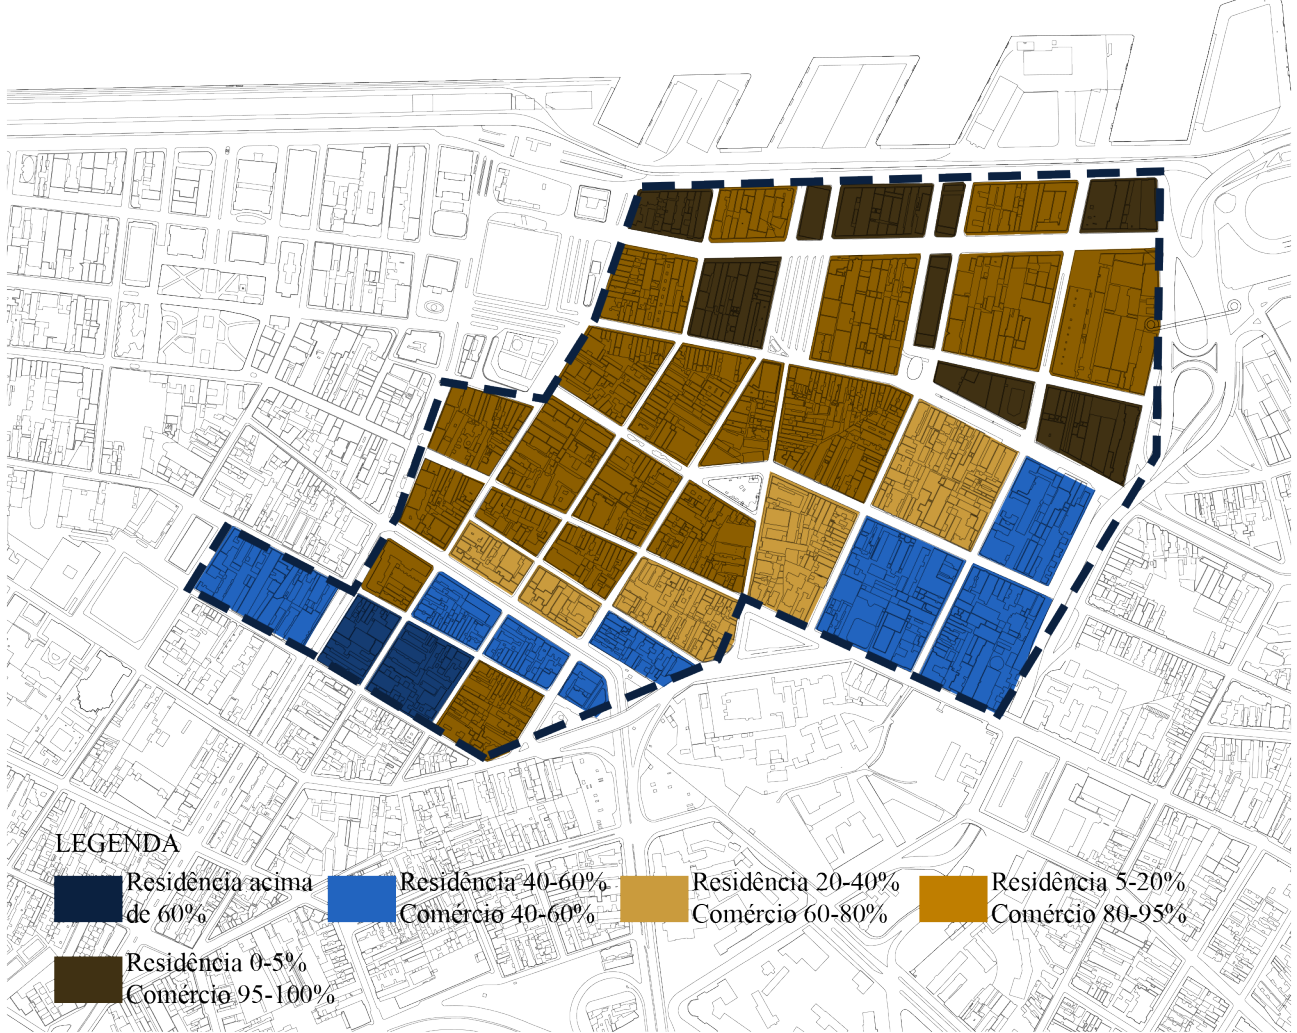 LEGENDA
Residência acima
de 60%
Residência 40-60%
Comércio 40-60%
Residência 20-40%
Comércio 60-80%
Residência 5-20%
Comércio 80-95%
Residência 0-5%
Comércio 95-100%